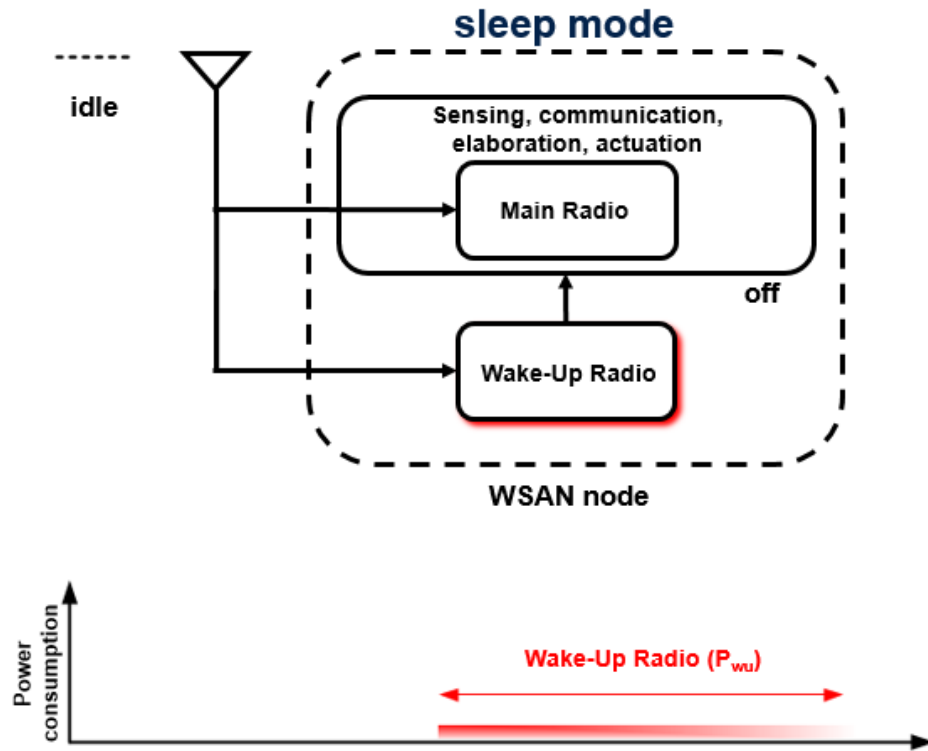 sleep mode
idle
Sensing, communication,
elaboration, actuation
Main Radio
off
Wake-Up Radio
WSAN node
Power
consumption
Wake-Up Radio (Pwu)